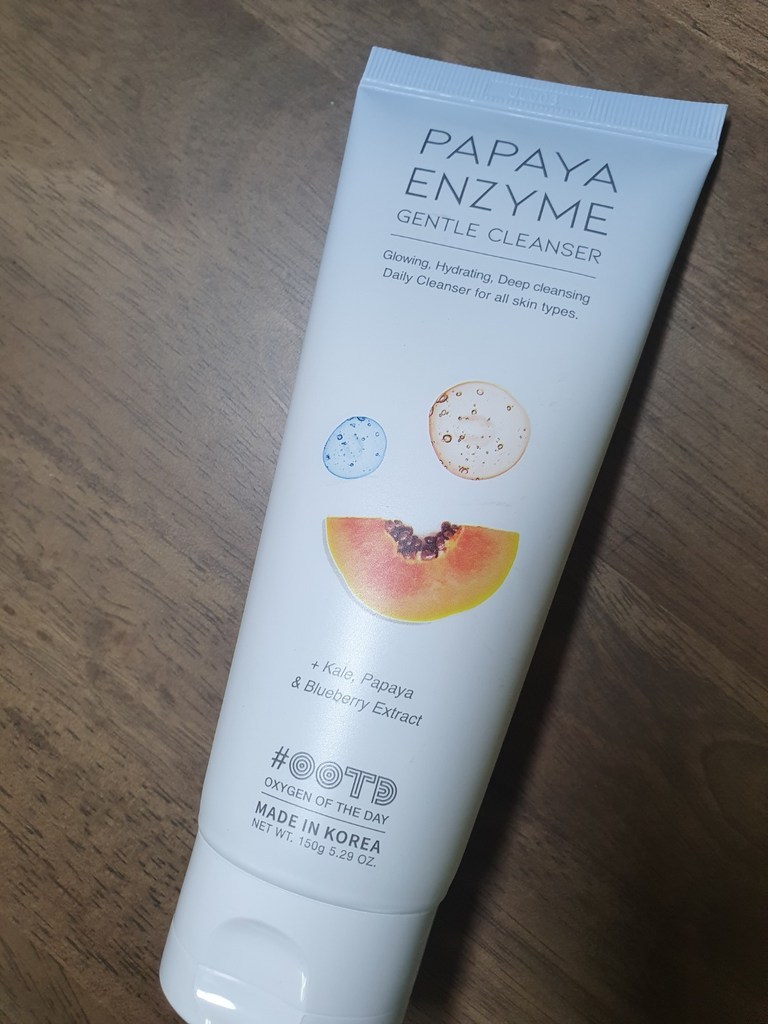 PAPAYA
ENZYME
GENTLE CLEANSER
Glowing, Hydrating, Deep cleansing
Daily Cleanser for all skin types.
+ Kale, Papaya
& Blueberry Extract
#OOTD
OXYGEN OF THE DAY
MADE IN KOREA
NET WT. 150g 5.29 OZ.